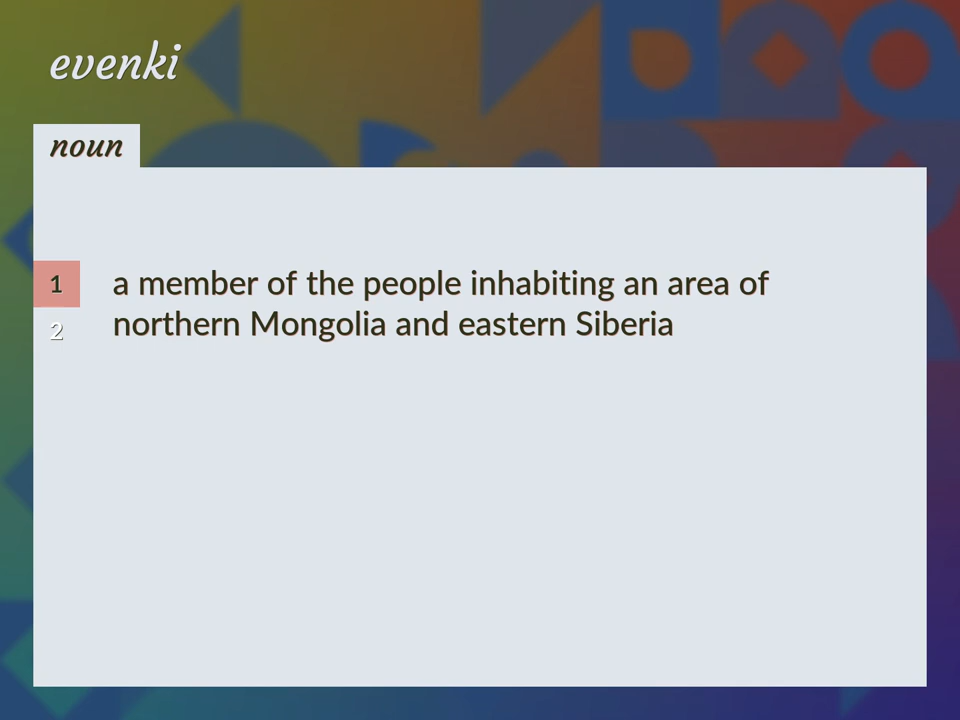 evenki
noun
1
a member of the people inhabiting an area of
northern Mongolia and eastern Siberia
2